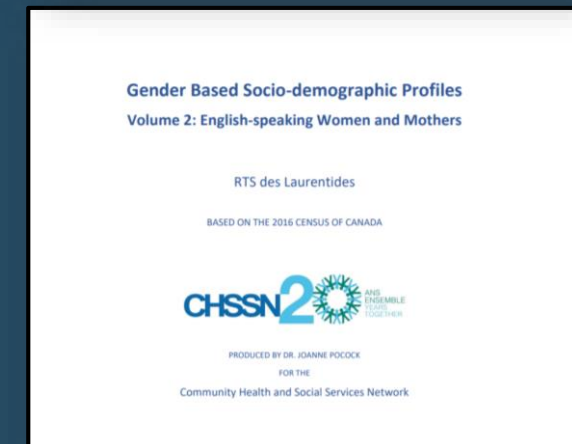 Gender Based Socio-demographic Profiles
Volume 2: English-speaking Women and Mothers
RTS des Laurentides
BASED ON THE 2016 CENSUS OF CANADA
CHSSN20
ANS
ENSEMBLE
YEARS
TOGETHER
PRODUCED BY DR. JOANNE POCOCK
FOR THE
Community Health and Social Services Network